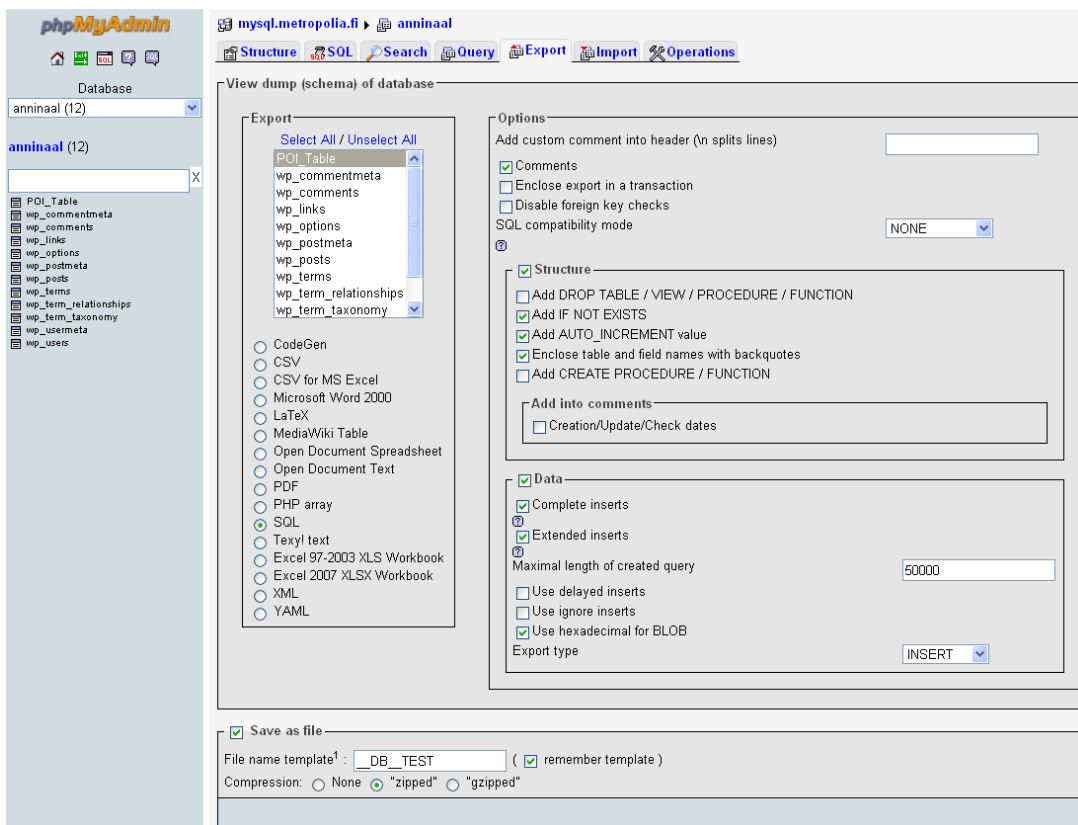 phpMyAdmin
SQL
Database
anninaal (12)
anninaal (12)
X
POI_Table
wp_commentmeta
wp_comments
wp_links
wp_options
wp_postmeta
wp_posts
wp_terms
wp_term_relationships
wp_term_taxonomy
wp_usermeta
wp_users
mysql.metropolia.fi ▸ anninaal
Structure SQL Search Query Export Import Operations
View dump (schema) of database
Export
Select All / Unselect All
POI_Table
wp_commentmeta
wp_comments
wp_links
wp_options
wp_postmeta
wp_posts
wp_terms
wp_term_relationships
wp_term_taxonomy
CodeGen
CSV
CSV for MS Excel
Microsoft Word 2000
LaTeX
MediaWiki Table
Open Document Spreadsheet
Open Document Text
PDF
PHP array
SQL
Texy! text
Excel 97-2003 XLS Workbook
Excel 2007 XLSX Workbook
XML
YAML
Options
Add custom comment into header (\n splits lines)
Comments
Enclose export in a transaction
Disable foreign key checks
SQL compatibility mode NONE
?
Structure
Add DROP TABLE / VIEW / PROCEDURE / FUNCTION
Add IF NOT EXISTS
Add AUTO_INCREMENT value
Enclose table and field names with backquotes
Add CREATE PROCEDURE / FUNCTION
Add into comments
Creation/Update/Check dates
Data
Complete inserts
?
Extended inserts
?
Maximal length of created query 50000
Use delayed inserts
Use ignore inserts
Use hexadecimal for BLOB
Export type INSERT
Save as file
File name template1 : __DB__TEST ( remember template )
Compression: None "zipped" "gzipped"